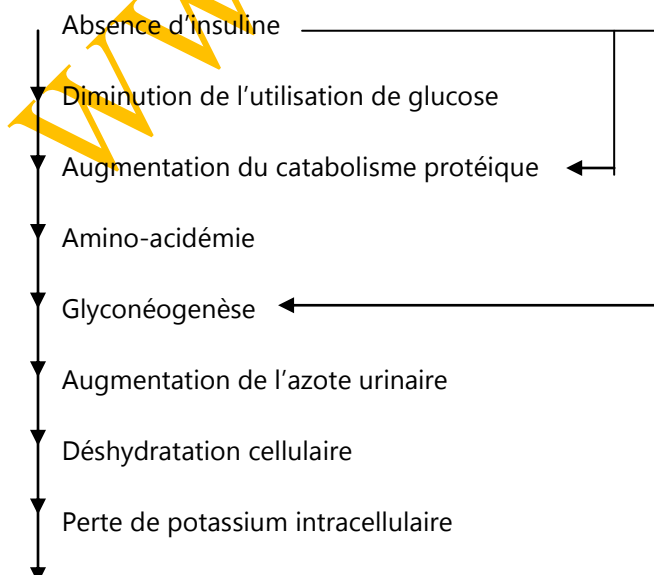 Absence d'insuline
Diminution de l'utilisation de glucose
Augmentation du catabolisme protéique
Amino-acidémie
Glyconéogenèse
Augmentation de l'azote urinaire
Déshydratation cellulaire
Perte de potassium intracellulaire